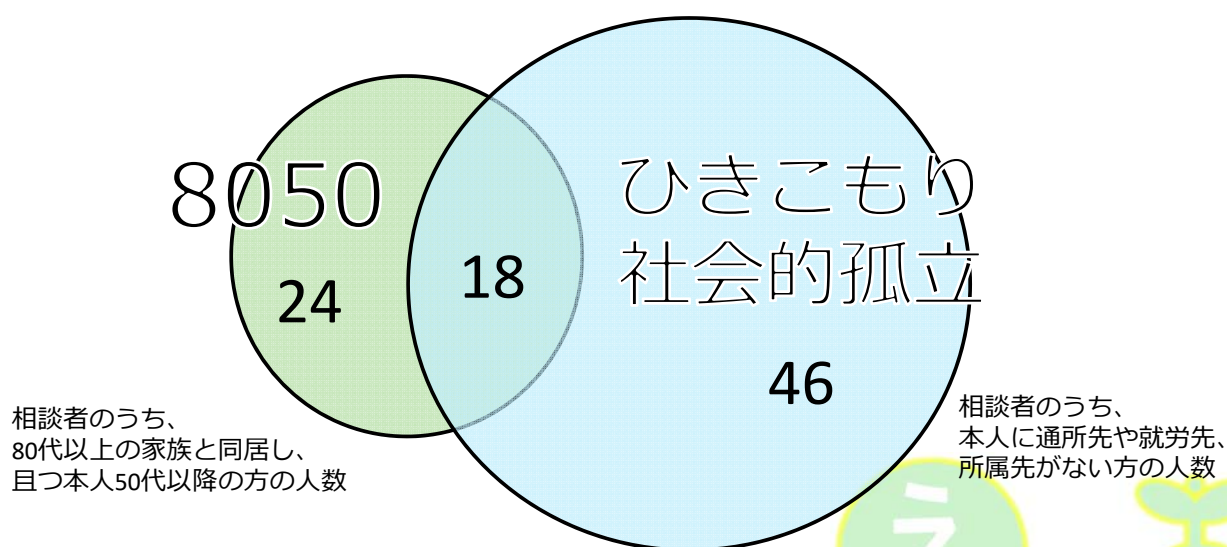 8050
24
18
ひきこもり
社会的孤立
46
相談者のうち、
80代以上の家族と同居し、
且つ本人50代以降の方の人数
相談者のうち、
本人に通所先や就労先、
所属先がない方の人数
え